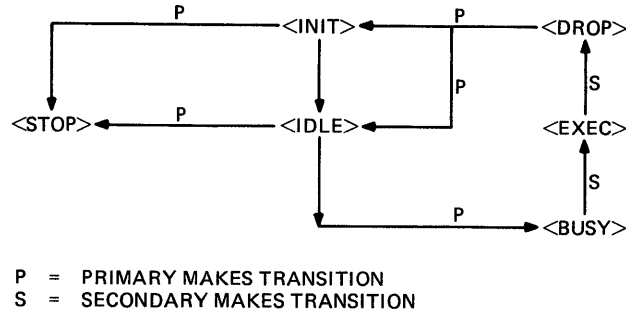 P
P
<INIT>
<DROP>
P
S
<STOP>
P
<IDLE>
<EXEC>
S
P
<BUSY>
P = PRIMARY MAKES TRANSITION
S = SECONDARY MAKES TRANSITION